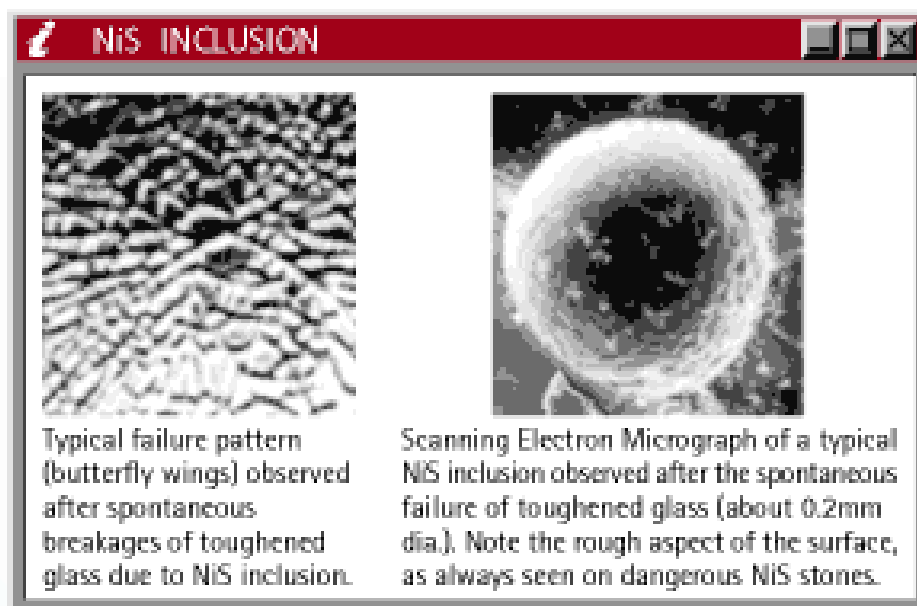 i NiS INCLUSION
Typical failure pattern
(butterfly wings) observed
after spontaneous
breakages of toughened
glass due to NiS inclusion.
Scanning Electron Micrograph of a typical
NiS inclusion observed after the spontaneous
failure of toughened glass (about 0.2mm
dia.). Note the rough aspect of the surface,
as always seen on dangerous NiS stones.